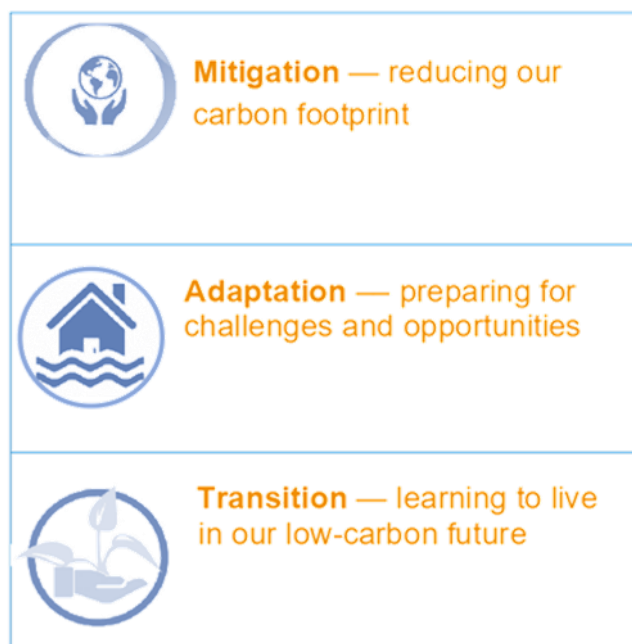 Mitigation — reducing our
carbon footprint
Adaptation — preparing for
challenges and opportunities
Transition — learning to live
in our low-carbon future